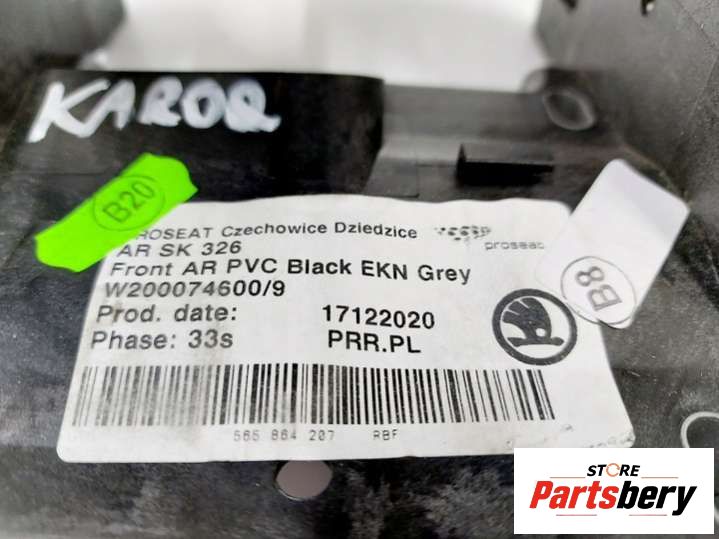 KAROQ
B20
PROSEAT Czechowice Dziedzice
proseat
AR SK 326
Front AR PVC Black EKN Grey
W200074600/9
Prod. date: 17122020
Phase: 33s PRR.PL
565 864 207 RBF
B8
STORE
Partsbery